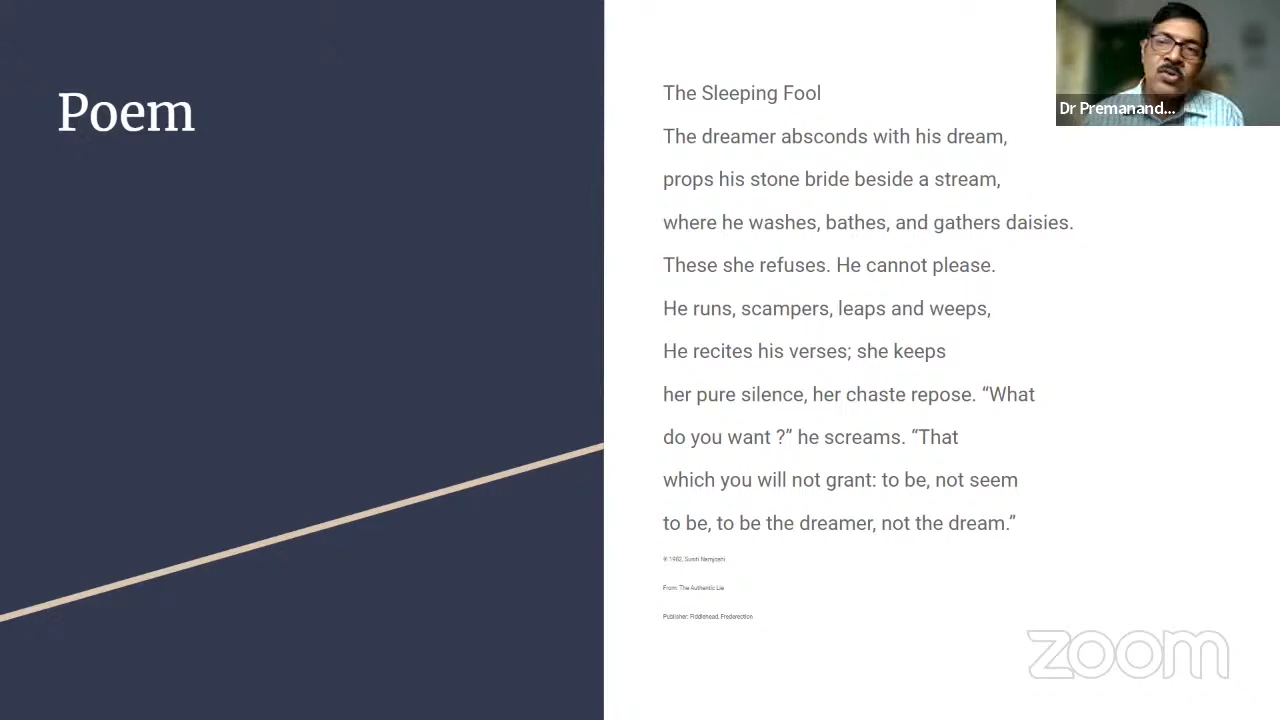 Poem
The Sleeping Fool
The dreamer absconds with his dream,
props his stone bride beside a stream,
where he washes, bathes, and gathers daisies.
These she refuses. He cannot please.
He runs, scampers, leaps and weeps,
He recites his verses; she keeps
her pure silence, her chaste repose. “What
do you want ?” he screams. “That
which you will not grant: to be, not seem
to be, to be the dreamer, not the dream.”
© 1982, Suniti Namjoshi
From: The Authentic Lie
Publisher: Fiddlehead, Frederection
Dr Premanand...
zoom